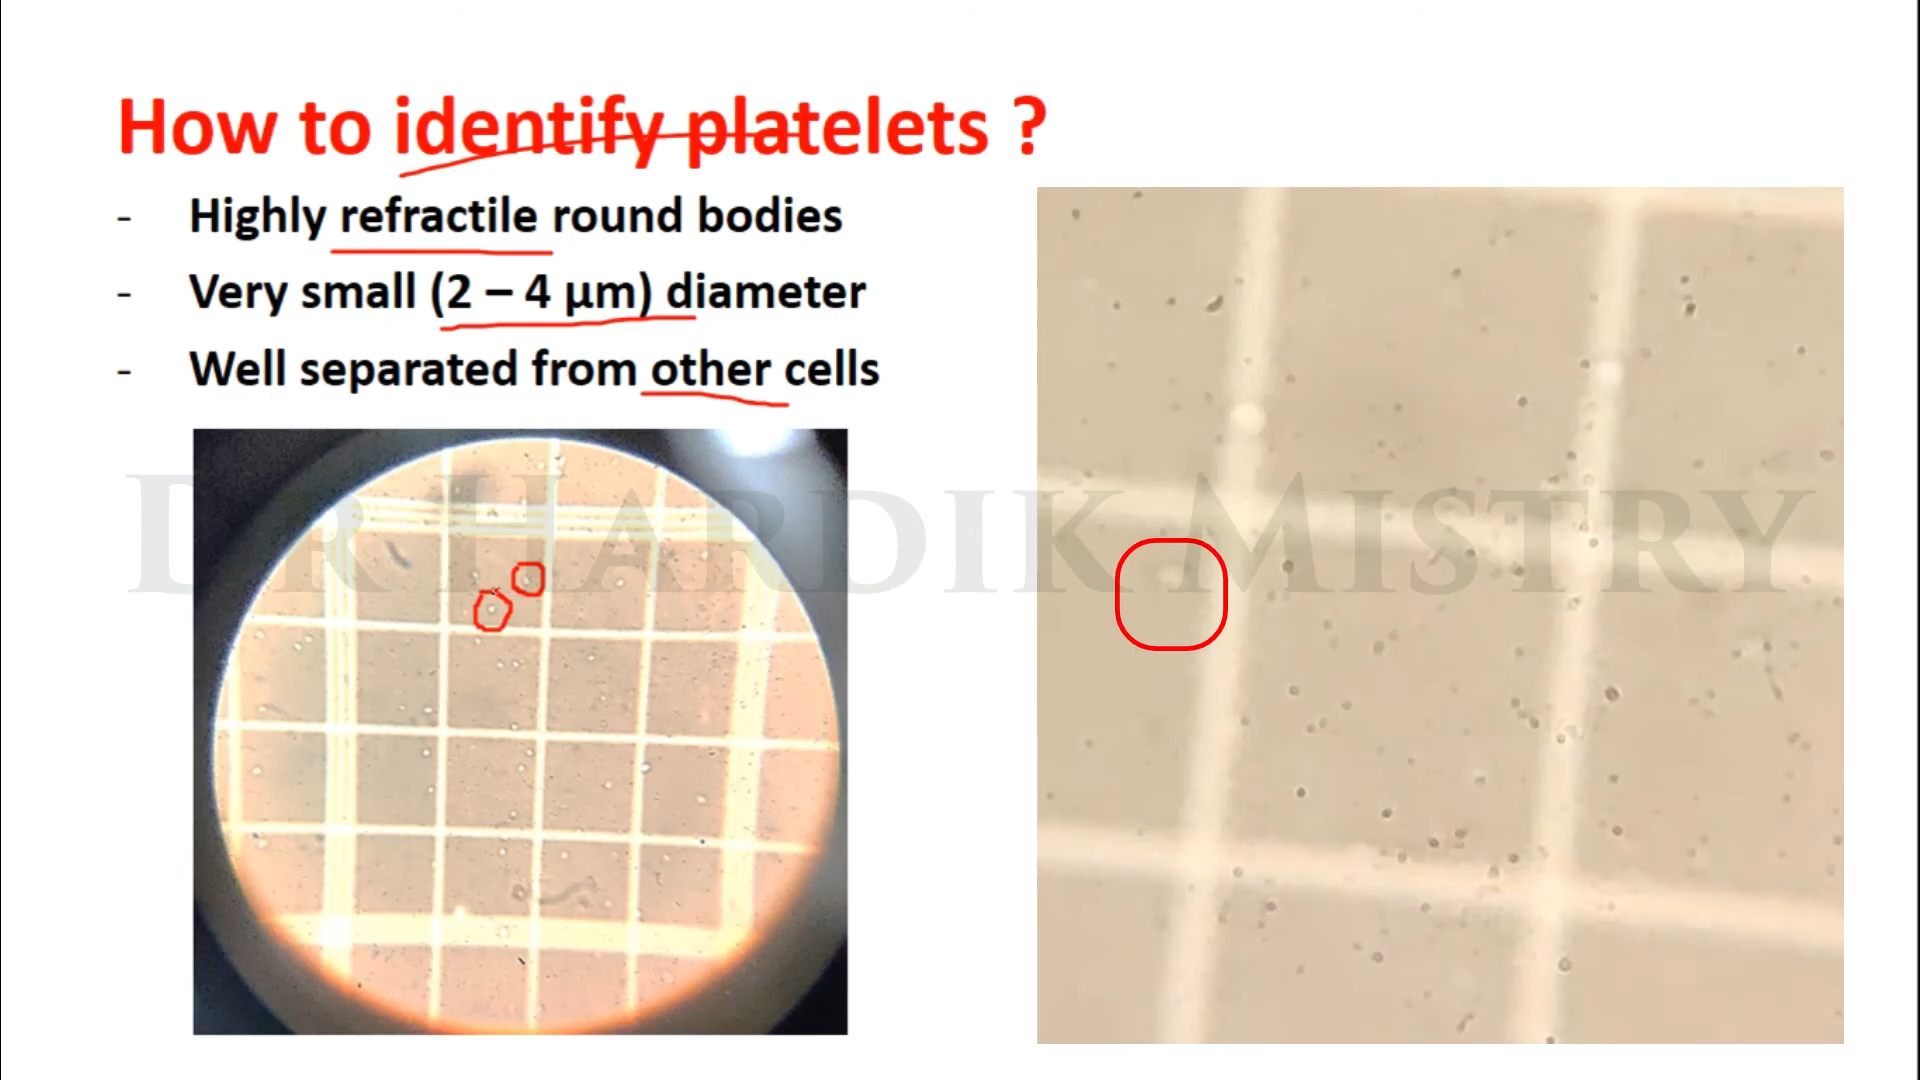 How to identify platelets ?
- Highly refractile round bodies
- Very small (2 – 4 µm) diameter
- Well separated from other cells
DR HARDIK MISTRY